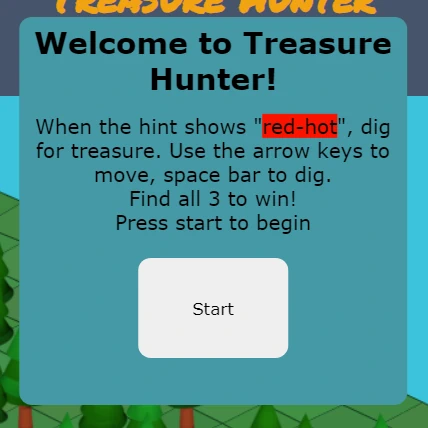 TREASURE HUNTER
Welcome to Treasure
Hunter!
When the hint shows "red-hot", dig
for treasure. Use the arrow keys to
move, space bar to dig.
Find all 3 to win!
Press start to begin
Start